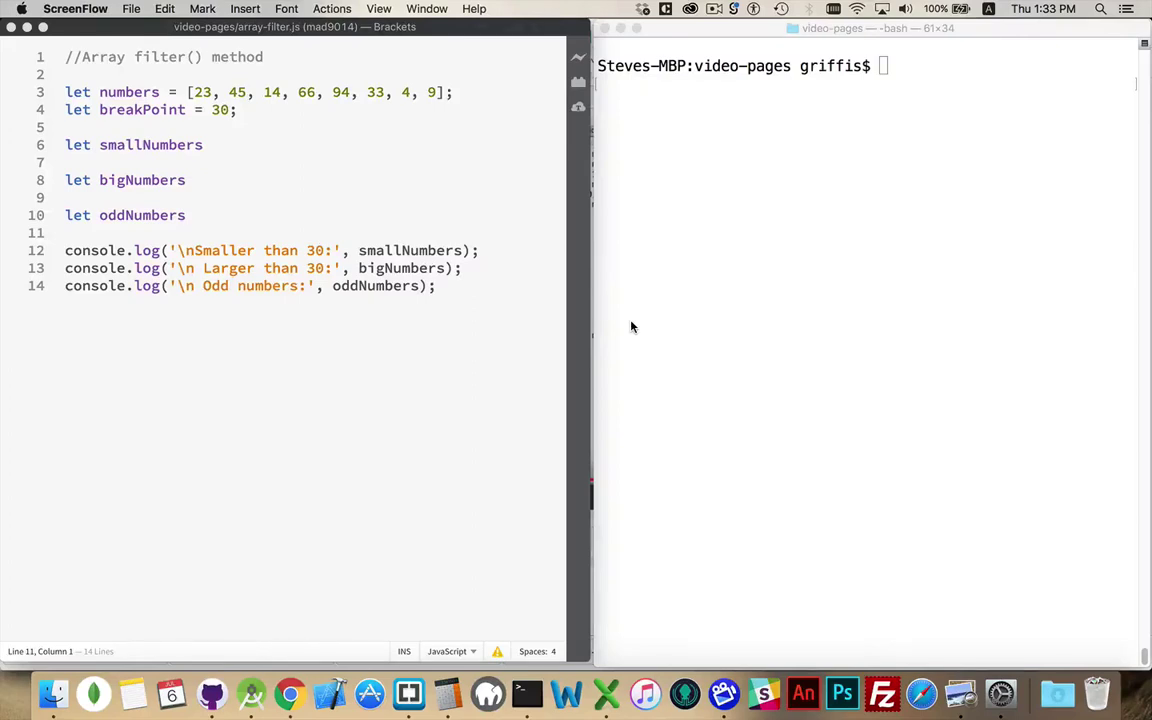 ScreenFlow File Edit Mark Insert Font Actions View Window Help 100% A Thu 1:33 PM
video-pages/array-filter.js (mad9014) — Brackets
video-pages — -bash — 61×34
1 //Array filter() method
2
3 let numbers = [23, 45, 14, 66, 94, 33, 4, 9];
4 let breakPoint = 30;
5
6 let smallNumbers
7
8 let bigNumbers
9
10 let oddNumbers
11
12 console.log('\nSmaller than 30:', smallNumbers);
13 console.log('\n Larger than 30:', bigNumbers);
14 console.log('\n Odd numbers:', oddNumbers);
Steves-MBP:video-pages griffis$
Line 11, Column 1 — 14 Lines INS JavaScript Spaces: 4
6 W X An Ps Fz